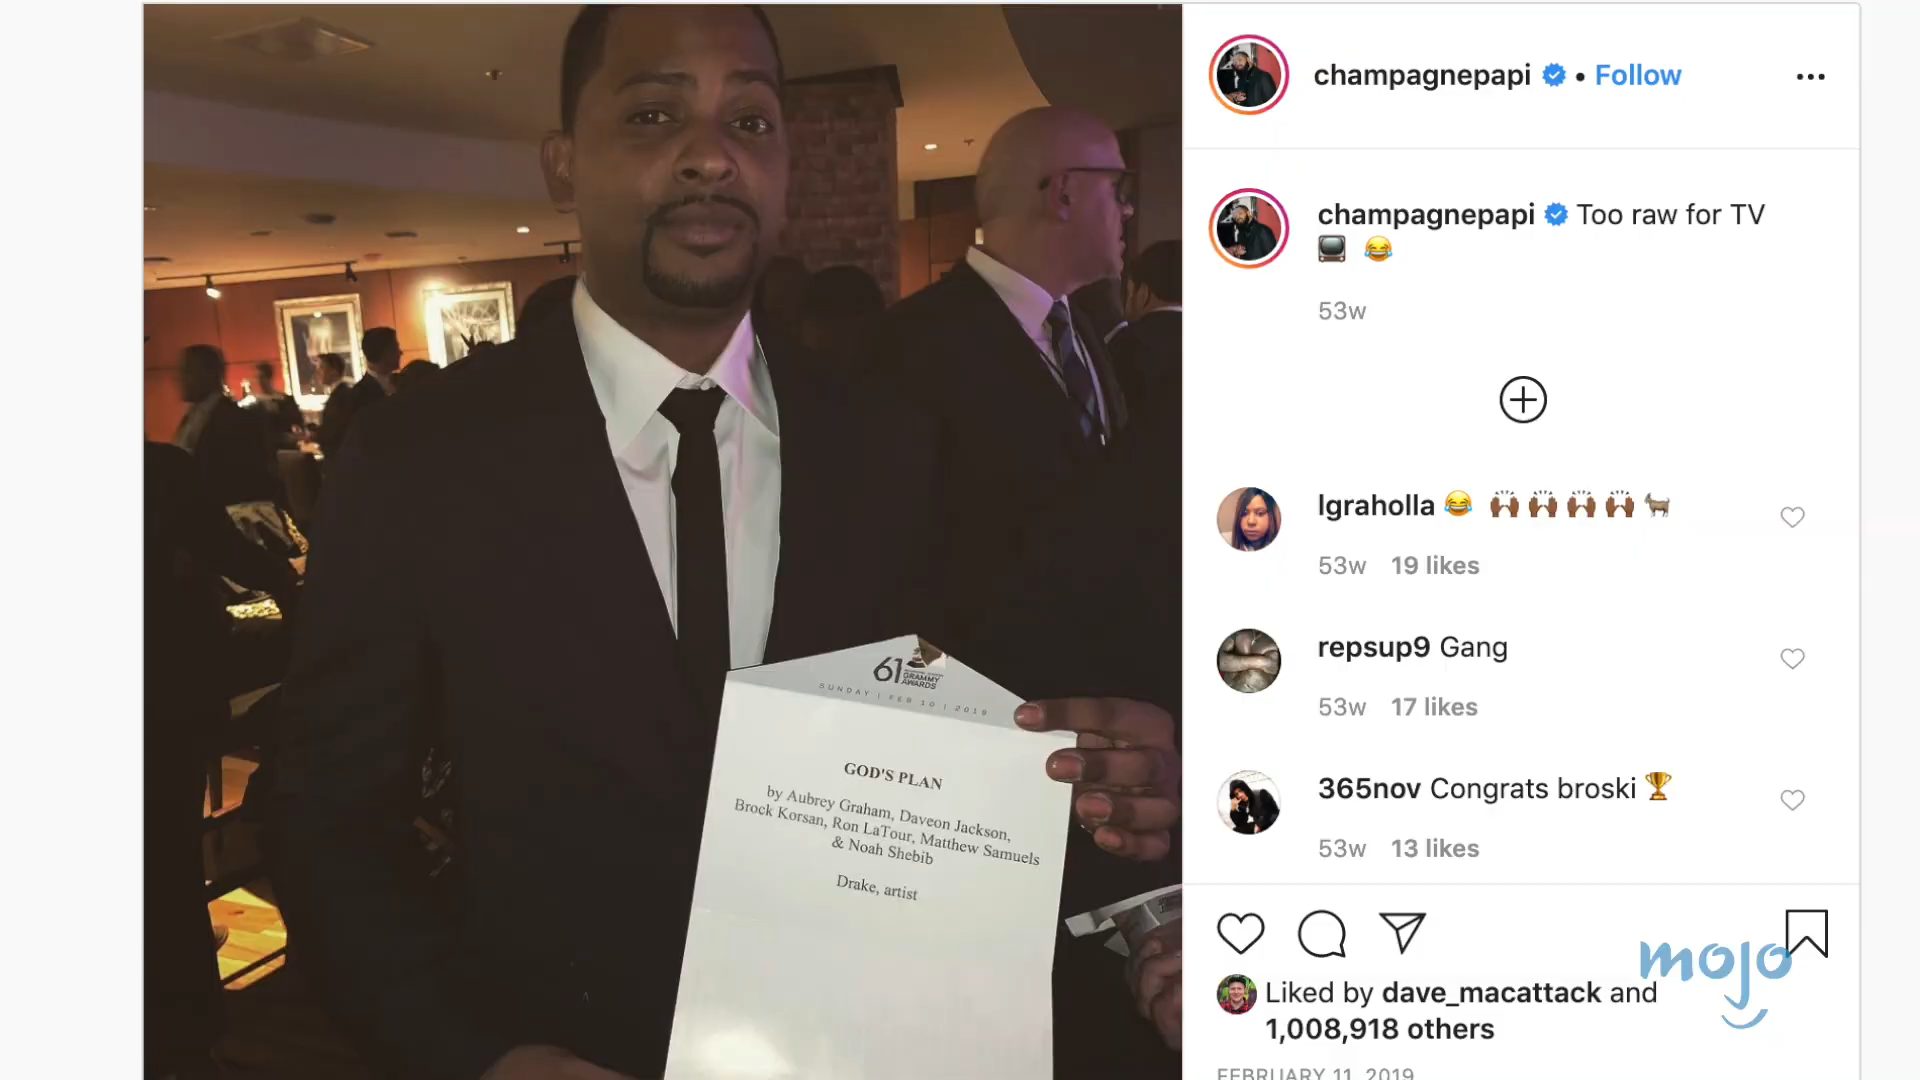 champagnepapi • Follow
champagnepapi Too raw for TV
📺 😂
53w
lgraholla 😂 🙌🏾🙌🏾🙌🏾🙌🏾🐐
53w 19 likes
repsup9 Gang
53w 17 likes
365nov Congrats broski 🏆
53w 13 likes
Liked by dave_macattack and
1,008,918 others
FEBRUARY 11, 2019
mojo
61 GRAMMY
AWARDS
SUNDAY | FEB 10 | 2019
GOD'S PLAN
by Aubrey Graham, Daveon Jackson,
Brock Korsan, Ron LaTour, Matthew Samuels
& Noah Shebib
Drake, artist